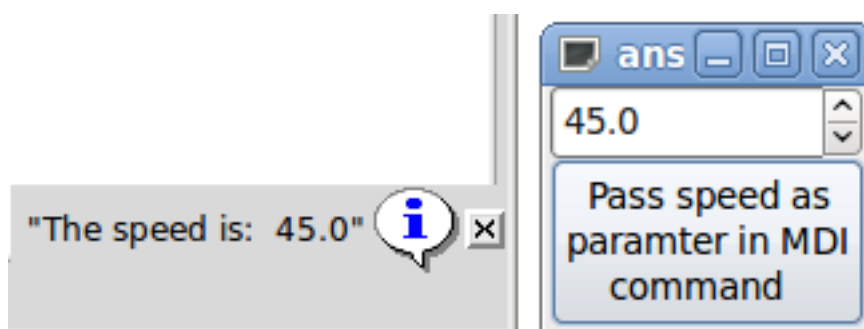 "The speed is:  45.0"
ans
45.0
Pass speed as
paramter in MDI
command